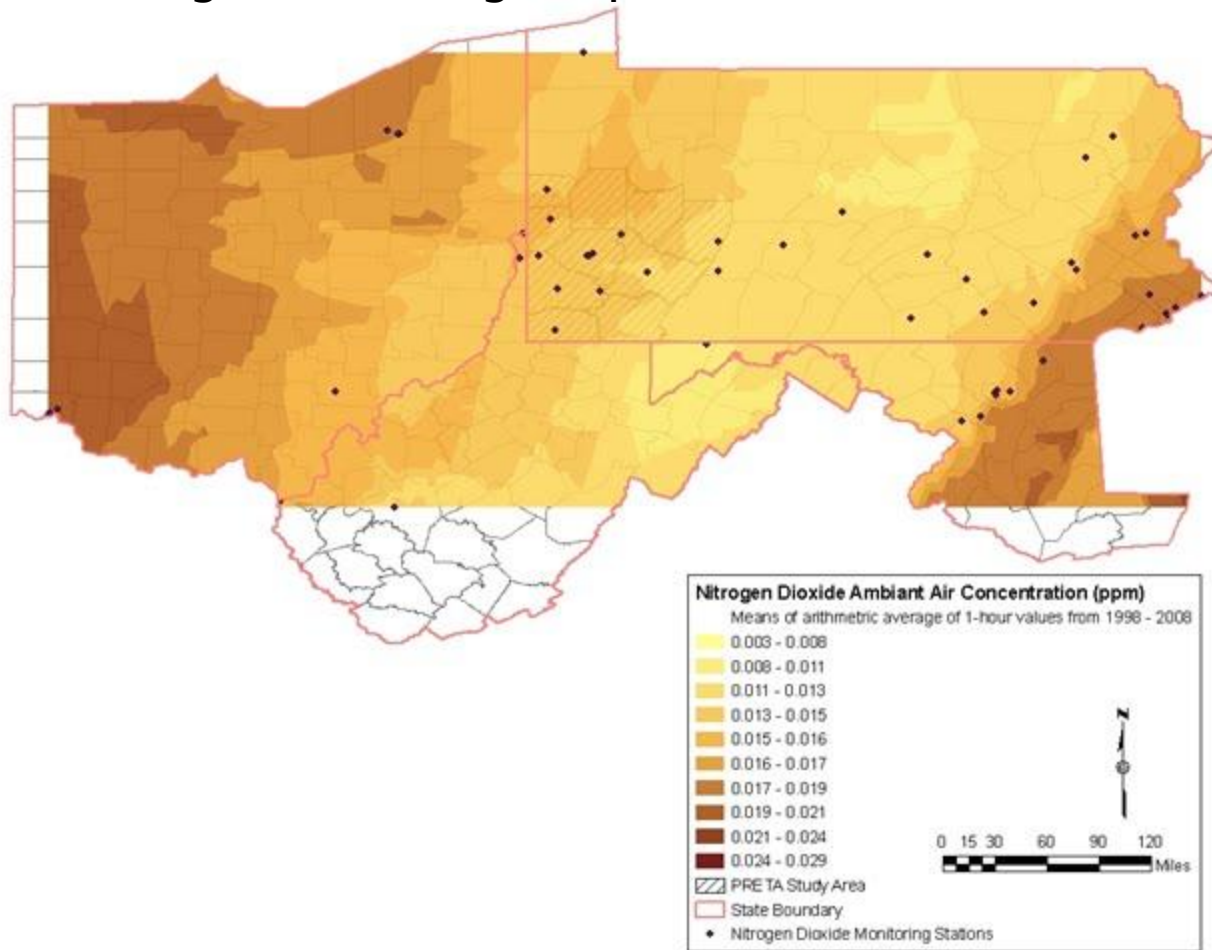 Nitrogen Dioxide Ambiant Air Concentration (ppm)
Means of arithmetric average of 1-hour values from 1998 - 2008
0.003 - 0.008
0.008 - 0.011
0.011 - 0.013
0.013 - 0.015
0.015 - 0.016
0.016 - 0.017
0.017 - 0.019
0.019 - 0.021
0.021 - 0.024
0.024 - 0.029
PRETA Study Area
State Boundary
Nitrogen Dioxide Monitoring Stations
N
0 15 30 60 90 120
Miles